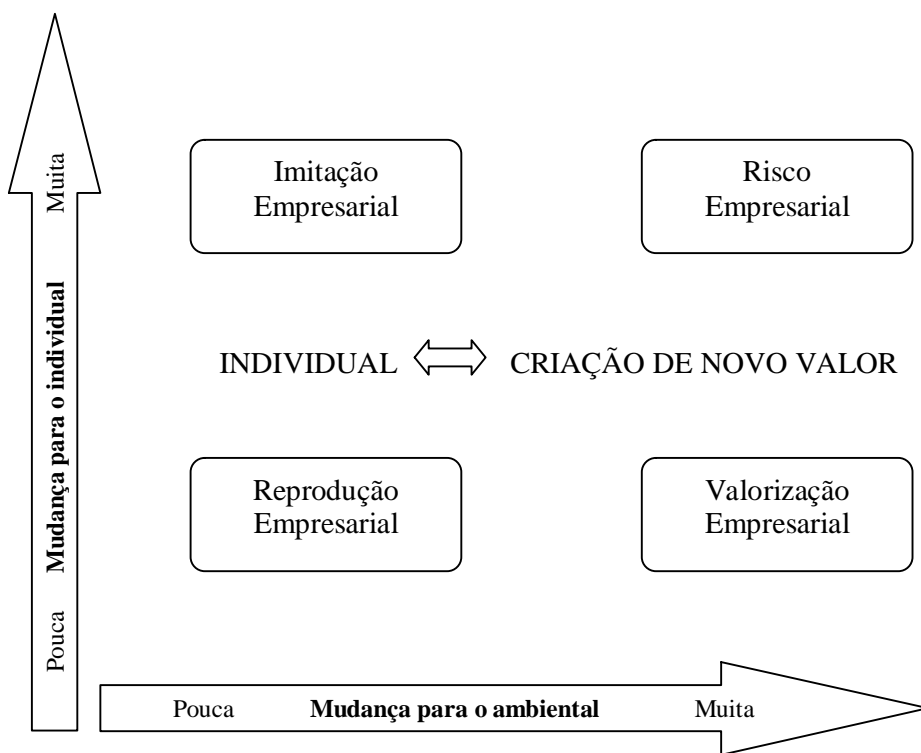 Muita
Mudança para o individual
Pouca
Imitação
Empresarial
Risco
Empresarial
INDIVIDUAL
CRIAÇÃO DE NOVO VALOR
Reprodução
Empresarial
Valorização
Empresarial
Pouca
Mudança para o ambiental
Muita